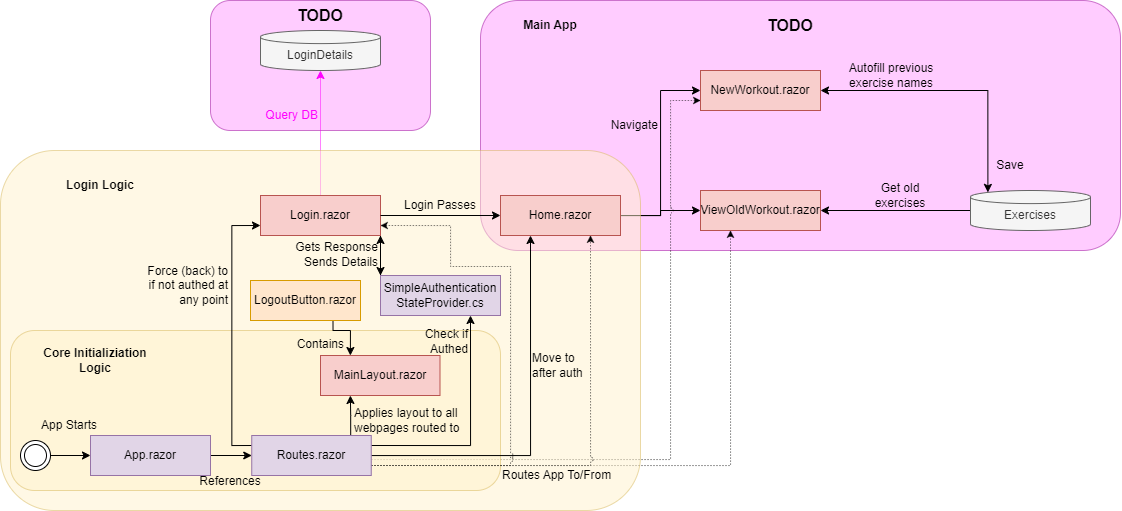 TODO
LoginDetails
Query DB
Main App
TODO
NewWorkout.razor
Autofill previous
exercise names
Navigate
Save
ViewOldWorkout.razor
Get old
exercises
Exercises
Login Logic
Login.razor
Login Passes
Home.razor
Gets Response
Sends Details
Force (back) to
if not authed at
any point
LogoutButton.razor
SimpleAuthentication
StateProvider.cs
Check if
Authed
Contains
Core Initializiation
Logic
MainLayout.razor
Move to
after auth
Applies layout to all
webpages routed to
App Starts
App.razor
References
Routes.razor
Routes App To/From